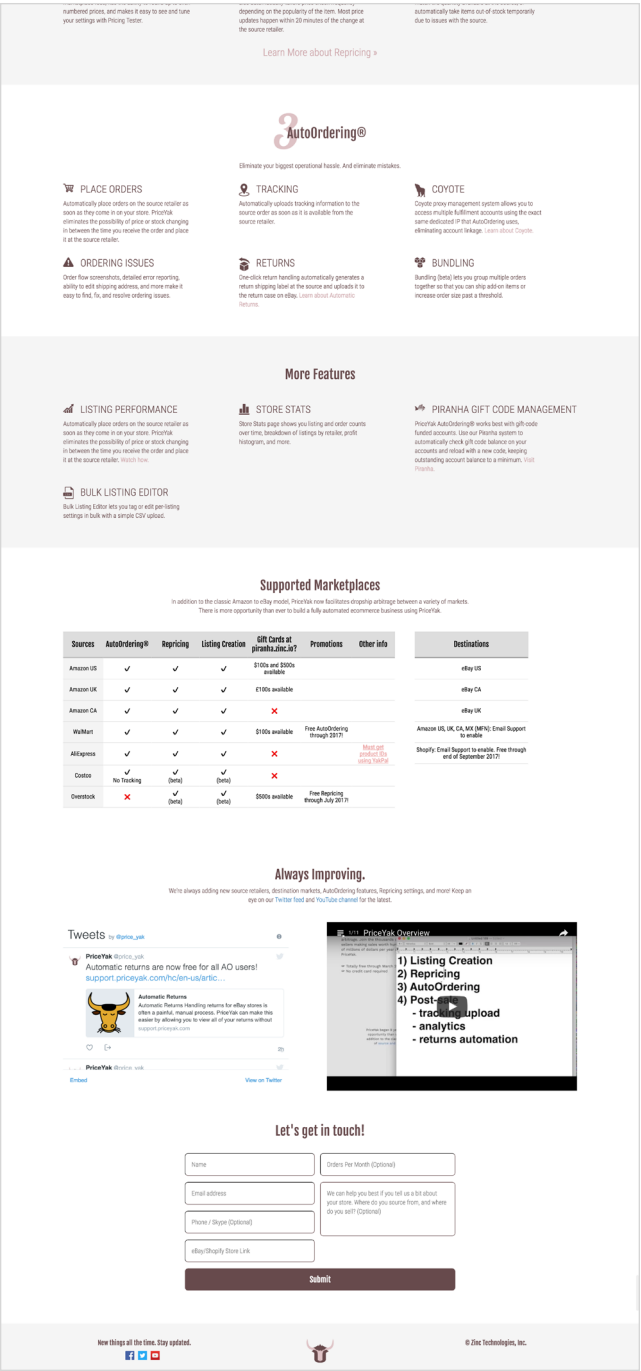 numbered prices, and makes it easy to see and tune
your settings with Pricing Tester.
depending on the popularity of the item. Most price
updates happen within 20 minutes of the change at
the source retailer.
automatically take items out-of-stock temporarily
due to issues with the source.
Learn More about Repricing »
3
AutoOrdering®
Eliminate your biggest operational hassle. And eliminate mistakes.
PLACE ORDERS
Automatically place orders on the source retailer as
soon as they come in on your store. PriceYak
eliminates the possibility of price or stock changing
in between the time you receive the order and place
it at the source retailer.
TRACKING
Automatically uploads tracking information to the
source order as soon as it is available from the
source retailer.
COYOTE
Coyote proxy management system allows you to
access multiple fulfillment accounts using the exact
same dedicated IP that AutoOrdering uses,
eliminating account linkage. Learn about Coyote.
ORDERING ISSUES
Order flow screenshots, detailed error reporting,
ability to edit shipping address, and more make it
easy to find, fix, and resolve ordering issues.
RETURNS
One-click return handling automatically generates a
return shipping label at the source and uploads it to
the return case on eBay. Learn about Automatic
Returns.
BUNDLING
Bundling (beta) lets you group multiple orders
together so that you can ship add-on items or
increase order size past a threshold.
More Features
LISTING PERFORMANCE
Automatically place orders on the source retailer as
soon as they come in on your store. PriceYak
eliminates the possibility of price or stock changing
in between the time you receive the order and place
it at the source retailer. Watch how.
STORE STATS
Store Stats page shows you listing and order counts
over time, breakdown of listings by retailer, profit
histogram, and more.
PIRANHA GIFT CODE MANAGEMENT
PriceYak AutoOrdering® works best with gift-code
funded accounts. Use our Piranha system to
automatically check gift code balance on your
accounts and reload with a new code, keeping
outstanding account balance to a minimum. Visit
Piranha.
BULK LISTING EDITOR
Bulk Listing Editor lets you tag or edit per-listing
settings in bulk with a simple CSV upload.
Supported Marketplaces
In addition to the classic Amazon to eBay model, PriceYak now facilitates dropship arbitrage between a variety of markets.
There is more opportunity than ever to build a fully automated ecommerce business using PriceYak.
Sources AutoOrdering® Repricing Listing Creation Gift Cards at piranha.zinc.io? Promotions Other info
Amazon US ✓ ✓ ✓ $100s and $500s available
Amazon UK ✓ ✓ ✓ £100s available
Amazon CA ✓ ✓ ✓ ✕
WalMart ✓ ✓ ✓ $100s available Free AutoOrdering through 2017!
AliExpress ✓ ✓ ✓ ✕ Must get product IDs using YakPal
Costco ✓ No Tracking ✓ (beta) ✓ (beta) ✕
Overstock ✕ ✓ (beta) ✓ (beta) $500s available Free Repricing through July 2017!
Destinations
eBay US
eBay CA
eBay UK
Amazon US, UK, CA, MX (MFN): Email Support
to enable
Shopify: Email Support to enable. Free through
end of September 2017!
Always Improving.
We're always adding new source retailers, destination markets, AutoOrdering features, Repricing settings, and more! Keep an
eye on our Twitter feed and YouTube channel for the latest.
Tweets by @price_yak
PriceYak @price_yak
Automatic returns are now free for all AO users!
support.priceyak.com/hc/en-us/artic…
Automatic Returns
Automatic Returns Handling returns for eBay stores is
often a painful, manual process. PriceYak can make this
easier by allowing you to view all of your returns without
support.priceyak.com
PriceYak @price_yak
Embed
View on Twitter
1/11 PriceYak Overview
1) Listing Creation
2) Repricing
3) AutoOrdering
4) Post-sale
- tracking upload
- analytics
- returns automation
Let's get in touch!
Name
Orders Per Month (Optional)
Email address
We can help you best if you tell us a bit about
your store. Where do you source from, and where
do you sell? (Optional)
Phone / Skype (Optional)
eBay/Shopify Store Link
Submit
New things all the time. Stay updated.
© Zinc Technologies, Inc.